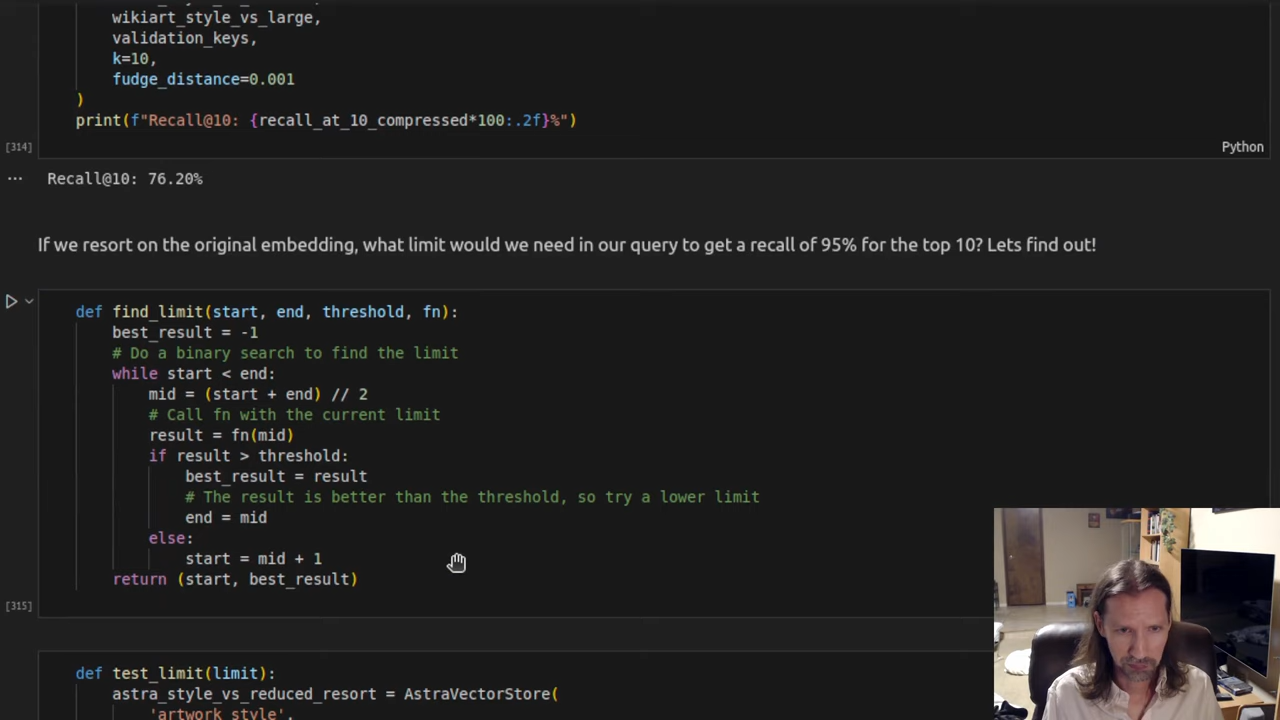 wikiart_style_vs_large,
validation_keys,
k=10,
fudge_distance=0.001
)
print(f"Recall@10: {recall_at_10_compressed*100:.2f}%")
[314]
Python
··· Recall@10: 76.20%
If we resort on the original embedding, what limit would we need in our query to get a recall of 95% for the top 10? Lets find out!
def find_limit(start, end, threshold, fn):
best_result = -1
# Do a binary search to find the limit
while start < end:
mid = (start + end) // 2
# Call fn with the current limit
result = fn(mid)
if result > threshold:
best_result = result
# The result is better than the threshold, so try a lower limit
end = mid
else:
start = mid + 1
return (start, best_result)
[315]
def test_limit(limit):
astra_style_vs_reduced_resort = AstraVectorStore(
'artwork_style',